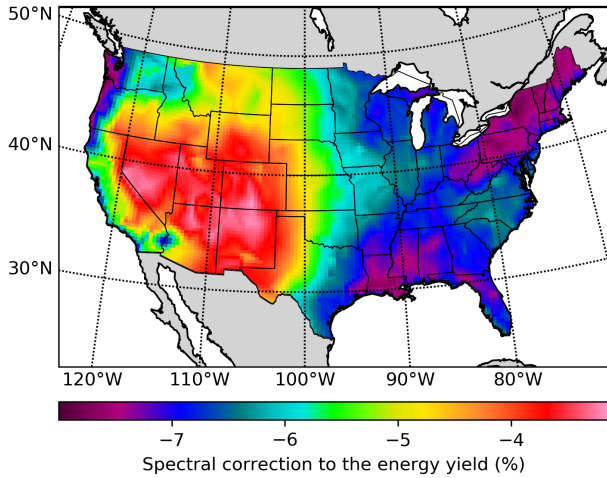 50°N
40°N
30°N
120°W 110°W 100°W 90°W 80°W
−7 −6 −5 −4
Spectral correction to the energy yield (%)